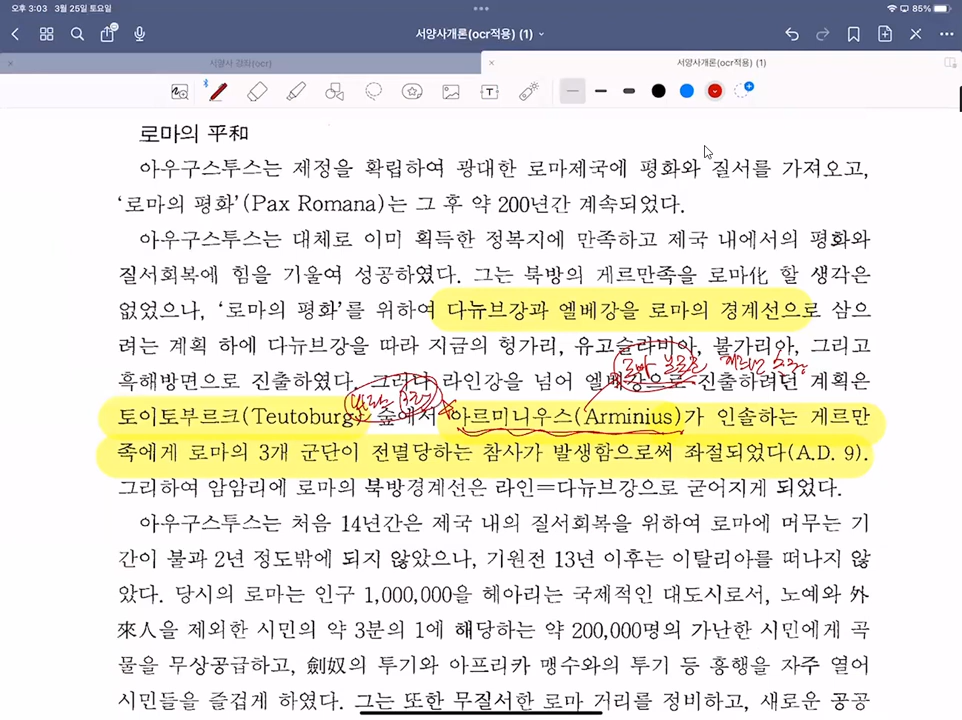 오후 3:03 3월 25일 토요일
85%
서양사개론(ocr적용) (1)
서양사 강좌(ocr)
서양사개론(ocr적용) (1)
로마의 平和
아우구스투스는 제정을 확립하여 광대한 로마제국에 평화와 질서를 가져오고,
‘로마의 평화’(Pax Romana)는 그 후 약 200년간 계속되었다.
아우구스투스는 대체로 이미 획득한 정복지에 만족하고 제국 내에서의 평화와
질서회복에 힘을 기울여 성공하였다. 그는 북방의 게르만족을 로마化 할 생각은
없었으나, ‘로마의 평화’를 위하여 다뉴브강과 엘베강을 로마의 경계선으로 삼으
려는 계획 하에 다뉴브강을 따라 지금의 헝가리, 유고슬라비아, 불가리아, 그리고
흑해방면으로 진출하였다. 그러다 라인강을 넘어 엘베강으로 진출하려던 계획은
토이토부르크(Teutoburg) 숲에서 아르미니우스(Arminius)가 인솔하는 게르만
족에게 로마의 3개 군단이 전멸당하는 참사가 발생함으로써 좌절되었다(A.D. 9).
그리하여 암암리에 로마의 북방경계선은 라인=다뉴브강으로 굳어지게 되었다.
아우구스투스는 처음 14년간은 제국 내의 질서회복을 위하여 로마에 머무는 기
간이 불과 2년 정도밖에 되지 않았으나, 기원전 13년 이후는 이탈리아를 떠나지 않
았다. 당시의 로마는 인구 1,000,000을 헤아리는 국제적인 대도시로서, 노예와 外
來人을 제외한 시민의 약 3분의 1에 해당하는 약 200,000명의 가난한 시민에게 곡
물을 무상공급하고, 劍奴의 투기와 아프리카 맹수와의 투기 등 흥행을 자주 열어
시민들을 즐겁게 하였다. 그는 또한 무질서한 로마 거리를 정비하고, 새로운 공공